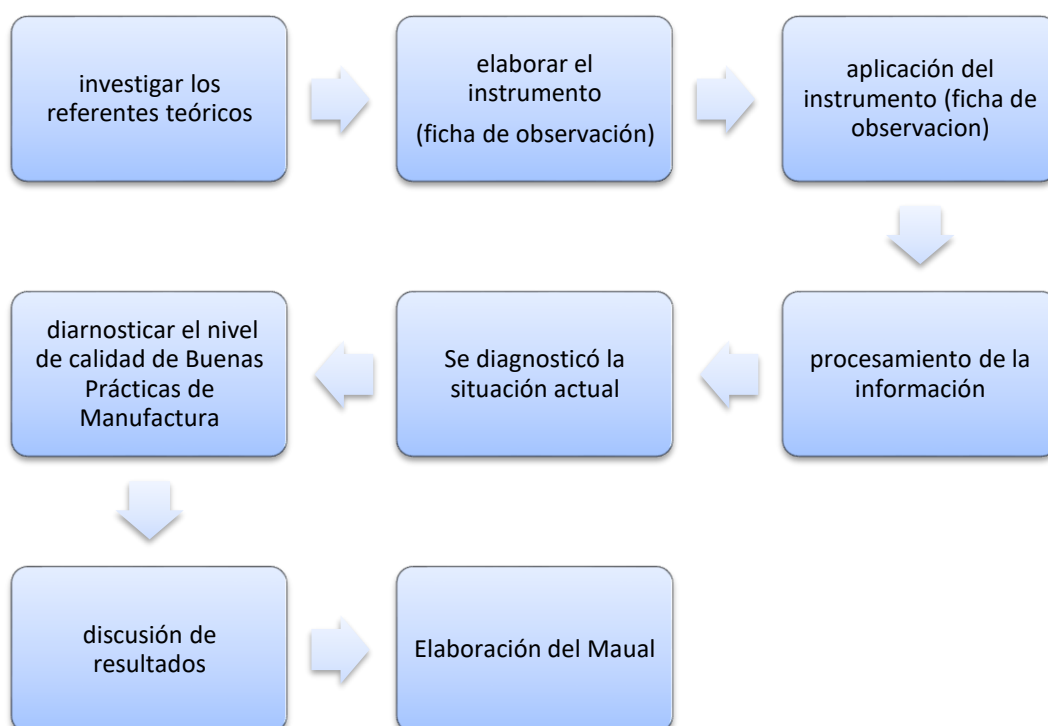 investigar los
referentes teóricos
elaborar el
instrumento
(ficha de observación)
aplicación del
instrumento (ficha de
observacion)
procesamiento de la
información
Se diagnosticó la
situación actual
diarnosticar el nivel
de calidad de Buenas
Prácticas de
Manufactura
discusión de
resultados
Elaboración del Maual